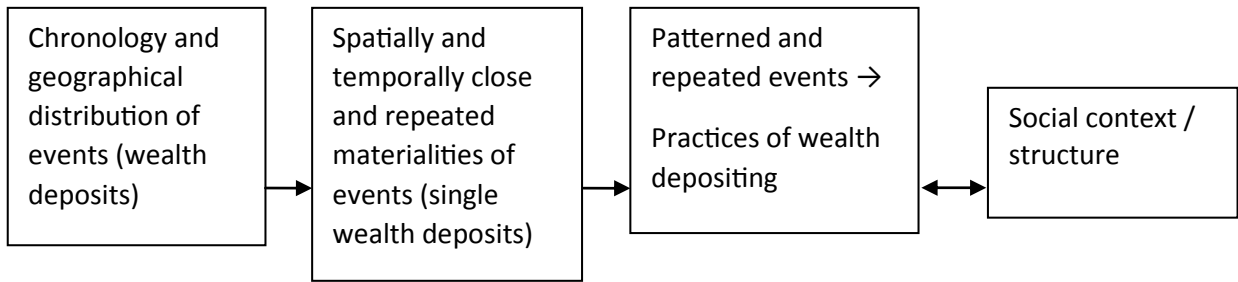 Chronology and
geographical
distribution of
events (wealth
deposits)
Spatially and
temporally close
and repeated
materialities of
events (single
wealth deposits)
Patterned and
repeated events →
Practices of wealth
depositing
Social context /
structure